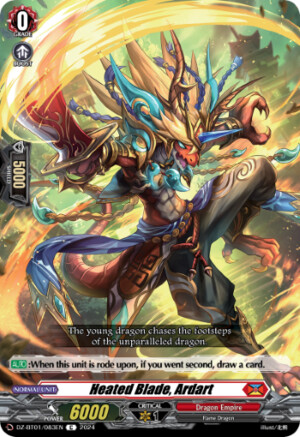 0
GRADE
BOOST
5000
SHIELD
The young dragon chases the footsteps
of the unparalleled dragon
AUTO:When this unit is rode upon, if you went second, draw a card.
NORMAL UNIT
Heated Blade, Ardart
POWER 6000
CRITICAL
1
Dragon Empire
Flame Dragon
DZ-BT01/083EN C 2024